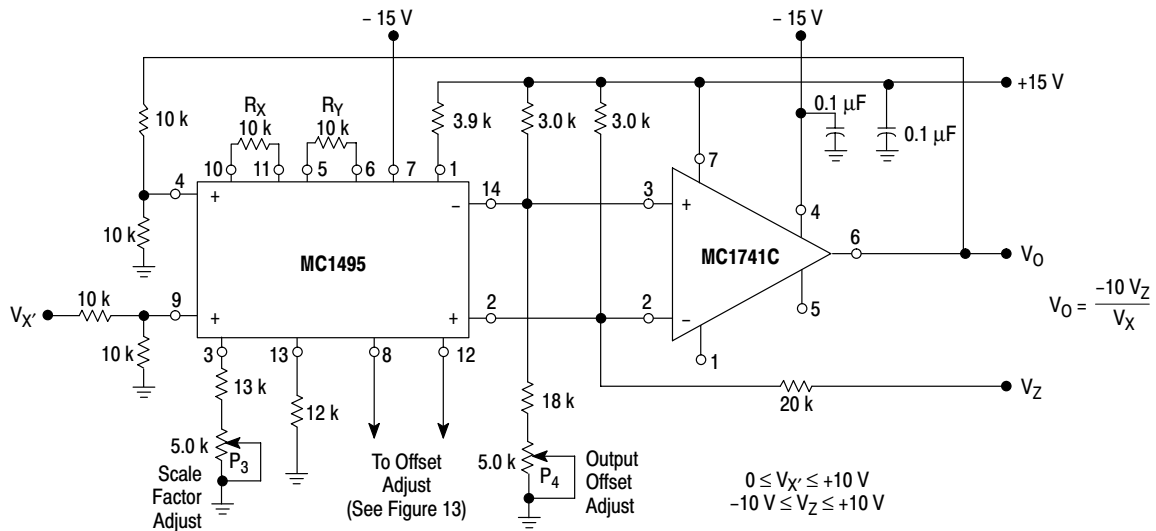 – 15 V
– 15 V
+15 V
10 k
R_X
10 k
R_Y
10 k
3.9 k
3.0 k
3.0 k
0.1 μF
0.1 μF
10
11
5
6
7
1
4
+
14
–
3
+
7
4
10 k
MC1495
MC1741C
6
V_O
V_X'
10 k
9
+
2
+
2
–
5
V_O = –10 V_Z / V_X
10 k
3
13
8
12
1
13 k
12 k
18 k
20 k
V_Z
5.0 k
P_3
Scale
Factor
Adjust
To Offset
Adjust
(See Figure 13)
5.0 k
P_4
Output
Offset
Adjust
0 ≤ V_X' ≤ +10 V
–10 V ≤ V_Z ≤ +10 V